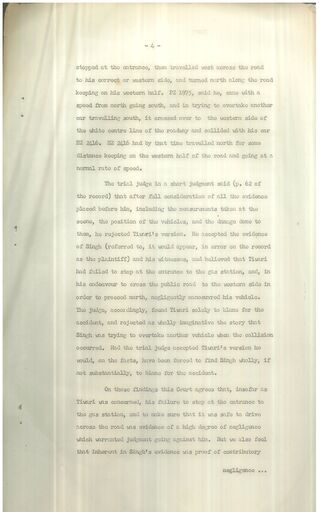 - 4 -
stopped at the entrance, then travelled west across the road
to his correct or western side, and turned north along the road
keeping on his western half. PZ 1875, said he, came with a
speed from north going south, and in trying to overtake another
car travelling south, it crossed over to the western side of
the white centre line of the roadway and collided with his car
HZ 2416. HZ 2416 had by that time travelled north for some
distance keeping on the western half of the road and going at a
normal rate of speed.
The trial judge in a short judgment said (p. 62 of
the record) that after full consideration of all the evidence
placed before him, including the measurements taken at the
scene, the position of the vehicles, and the damage done to
them, he rejected Tiwari's version. He accepted the evidence
of Singh (referred to, it would appear, in error on the record
as the plaintiff) and his witnesses, and believed that Tiwari
had failed to stop at the entrance to the gas station, and, in
his endeavour to cross the public road to the western side in
order to proceed north, negligently manoeuvred his vehicle.
The judge, accordingly, found Tiwari solely to blame for the
accident, and rejected as wholly imaginative the story that
Singh was trying to overtake another vehicle when the collision
occurred. Had the trial judge accepted Tiwari's version he
would, on the facts, have been forced to find Singh wholly, if
not substantially, to blame for the accident.
On these findings this Court agrees that, insofar as
Tiwari was concerned, his failure to stop at the entrance to
the gas station, and to make sure that it was safe to drive
across the road was evidence of a high degree of negligence
which warranted judgment going against him. But we also feel
that inherent in Singh's evidence was proof of contributory
negligence ...